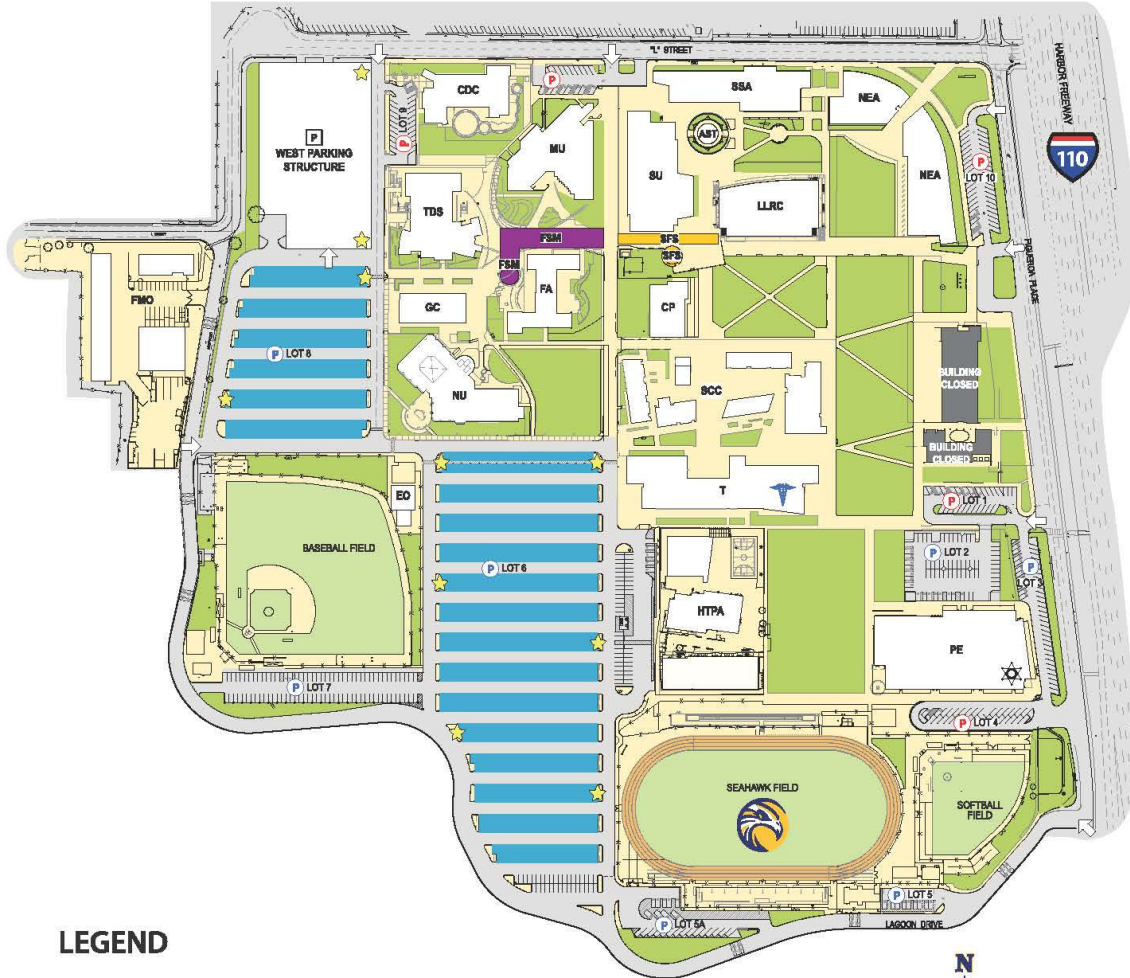 "L" STREET
HARBOR FREEWAY
110
P
WEST PARKING
STRUCTURE
P
LOT 9
CDC
P
SSA
NEA
AST
MU
SU
NEA
P
LOT 10
TDS
LLRC
FSM
SFS
FSM
SFS
FIGUEROA PLACE
L STREET
FMO
GC
FA
CP
P LOT 8
NU
SCC
BUILDING
CLOSED
BUILDING
CLOSED
EO
T
P LOT 1
BASEBALL FIELD
P LOT 6
P LOT 2
P
LOT 3
HTPA
PE
P LOT 7
P LOT 4
SEAHAWK FIELD
SOFTBALL
FIELD
P LOT 5
P
LOT 5A
LAGOON DRIVE
LEGEND
N